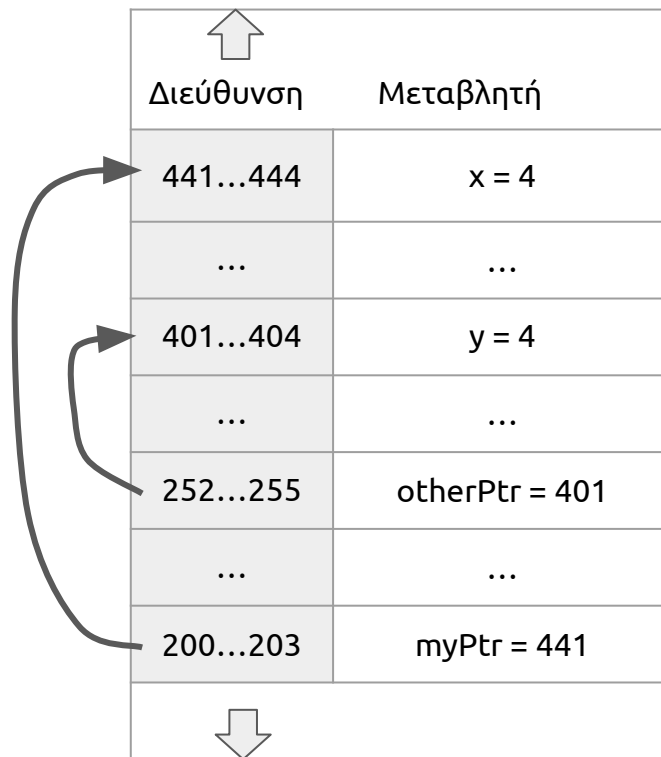 Διεύθυνση Μεταβλητή
441...444 x = 4
... ...
401...404 y = 4
... ...
252...255 otherPtr = 401
... ...
200...203 myPtr = 441